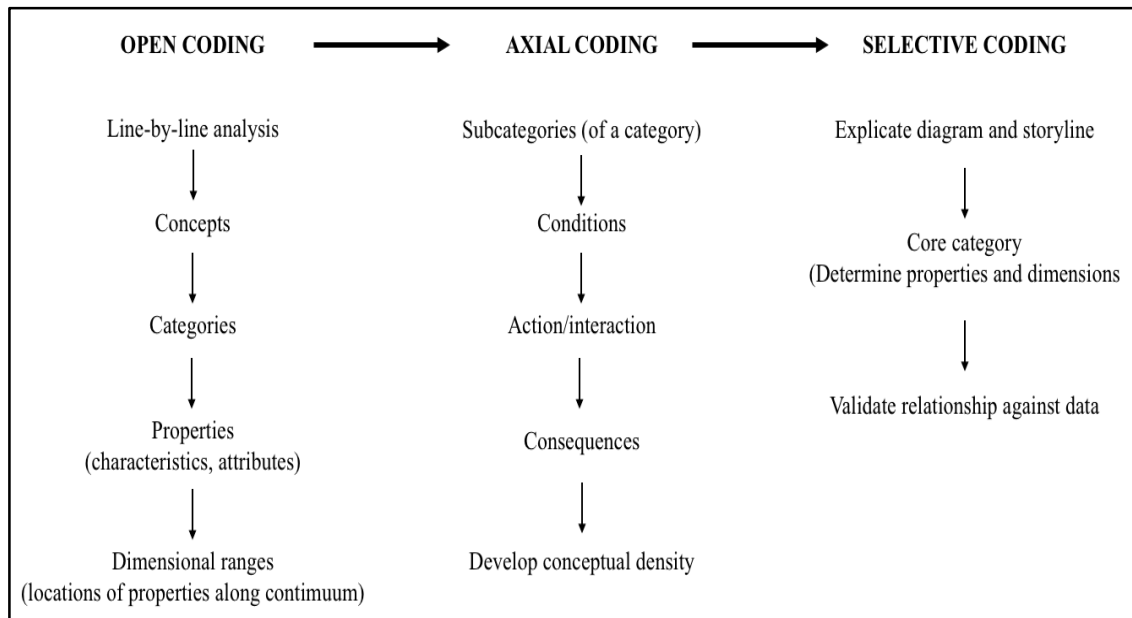 OPEN CODING
AXIAL CODING
SELECTIVE CODING
Line-by-line analysis
Concepts
Categories
Properties
(characteristics, attributes)
Dimensional ranges
(locations of properties along contimuum)
Subcategories (of a category)
Conditions
Action/interaction
Consequences
Develop conceptual density
Explicate diagram and storyline
Core category
(Determine properties and dimensions
Validate relationship against data